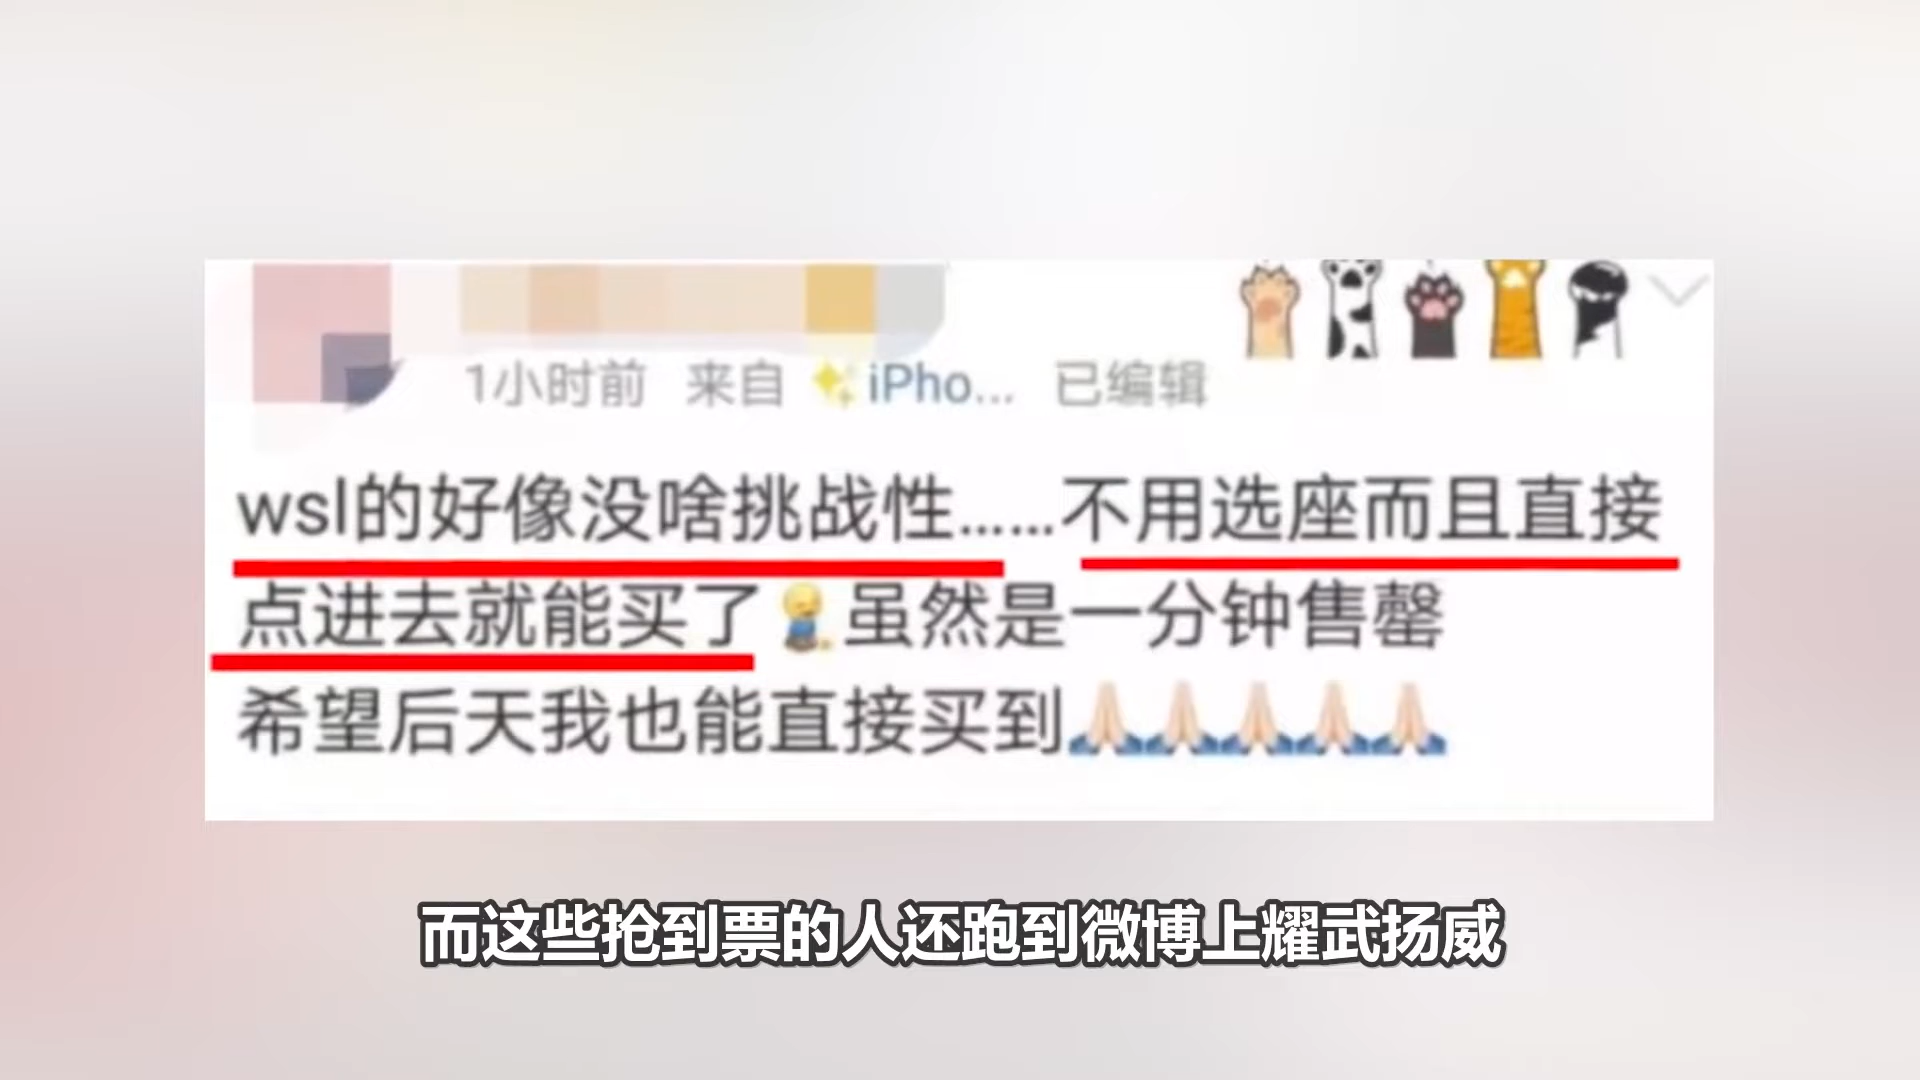 1小时前 来自 ✨iPho... 已编辑
wsl的好像没啥挑战性……不用选座而且直接
点进去就能买了 虽然是一分钟售罄
希望后天我也能直接买到🙏🏻🙏🏻🙏🏻🙏🏻🙏🏻
而这些抢到票的人还跑到微博上耀武扬威